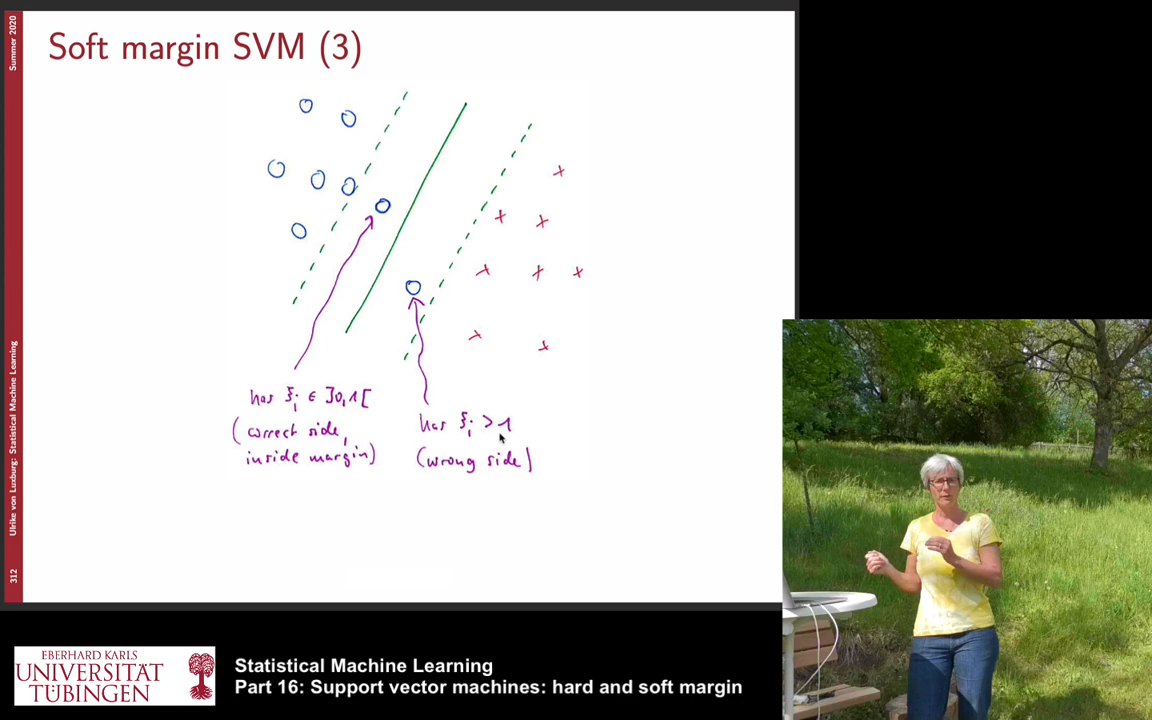 Summer 2020
Soft margin SVM (3)
has ξi ∈ ]0,1[
(correct side,
inside margin)
has ξi > 1
(wrong side)
Ulrike von Luxburg: Statistical Machine Learning
312
EBERHARD KARLS
UNIVERSITÄT
TÜBINGEN
Statistical Machine Learning
Part 16: Support vector machines: hard and soft margin